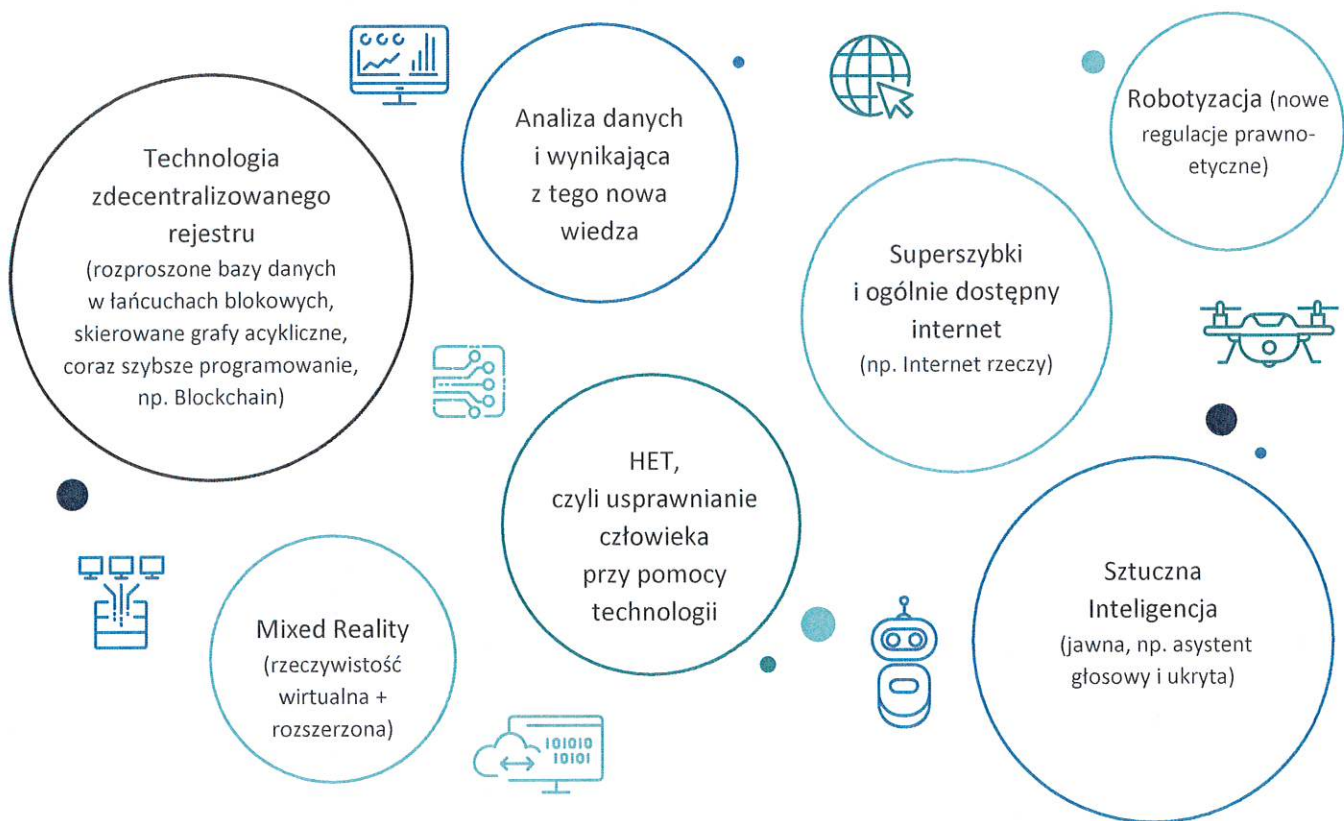 Technologia
zdecentralizowanego
rejestru
(rozproszone bazy danych
w łańcuchach blokowych,
skierowane grafy acykliczne,
coraz szybsze programowanie,
np. Blockchain)
Analiza danych
i wynikająca
z tego nowa
wiedza
Robotyzacja (nowe
regulacje prawno-
etyczne)
Superszybki
i ogólnie dostępny
internet
(np. Internet rzeczy)
HET,
czyli usprawnianie
człowieka
przy pomocy
technologii
Mixed Reality
(rzeczywistość
wirtualna +
rozszerzona)
Sztuczna
Inteligencja
(jawna, np. asystent
głosowy i ukryta)
101010
10101